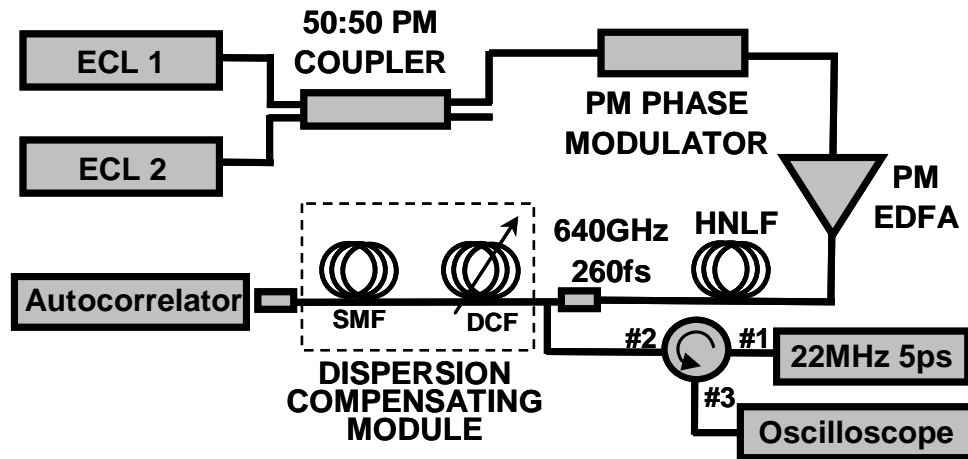 50:50 PM
COUPLER
ECL 1
ECL 2
PM PHASE
MODULATOR
PM
EDFA
HNLF
640GHz
260fs
SMF
DCF
Autocorrelator
DISPERSION
COMPENSATING
MODULE
#2
#1
#3
22MHz 5ps
Oscilloscope